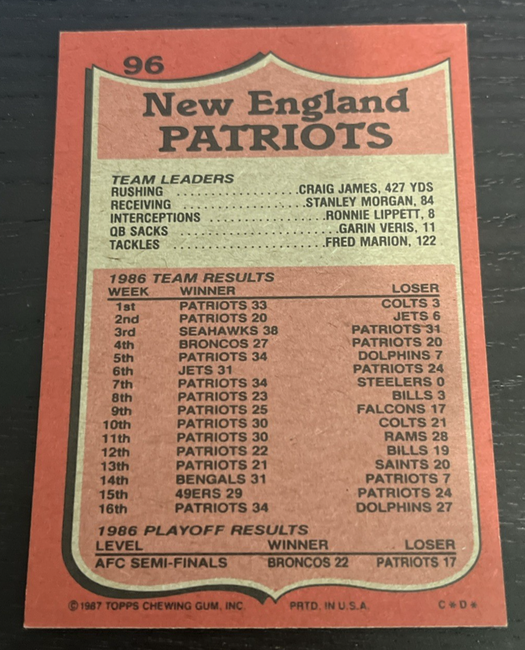 96
New England
PATRIOTS
TEAM LEADERS
RUSHING ....................CRAIG JAMES, 427 YDS
RECEIVING ....................STANLEY MORGAN, 84
INTERCEPTIONS ....................RONNIE LIPPETT, 8
QB SACKS ..........................GARIN VERIS, 11
TACKLES .........................FRED MARION, 122
1986 TEAM RESULTS
WEEK WINNER LOSER
1st PATRIOTS 33 COLTS 3
2nd PATRIOTS 20 JETS 6
3rd SEAHAWKS 38 PATRIOTS 31
4th BRONCOS 27 PATRIOTS 20
5th PATRIOTS 34 DOLPHINS 7
6th JETS 31 PATRIOTS 24
7th PATRIOTS 34 STEELERS 0
8th PATRIOTS 23 BILLS 3
9th PATRIOTS 25 FALCONS 17
10th PATRIOTS 30 COLTS 21
11th PATRIOTS 30 RAMS 28
12th PATRIOTS 22 BILLS 19
13th PATRIOTS 21 SAINTS 20
14th BENGALS 31 PATRIOTS 7
15th 49ERS 29 PATRIOTS 24
16th PATRIOTS 34 DOLPHINS 27
1986 PLAYOFF RESULTS
LEVEL WINNER LOSER
AFC SEMI-FINALS BRONCOS 22 PATRIOTS 17
©1987 TOPPS CHEWING GUM, INC. PRTD. IN U.S.A. C*D*